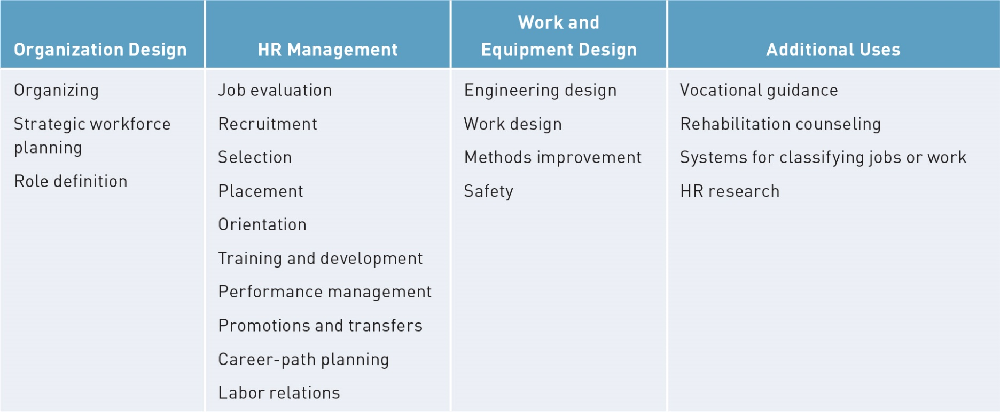 Organization Design
HR Management
Work and
Equipment Design
Additional Uses
Organizing
Strategic workforce
planning
Role definition
Job evaluation
Recruitment
Selection
Placement
Orientation
Training and development
Performance management
Promotions and transfers
Career-path planning
Labor relations
Engineering design
Work design
Methods improvement
Safety
Vocational guidance
Rehabilitation counseling
Systems for classifying jobs or work
HR research